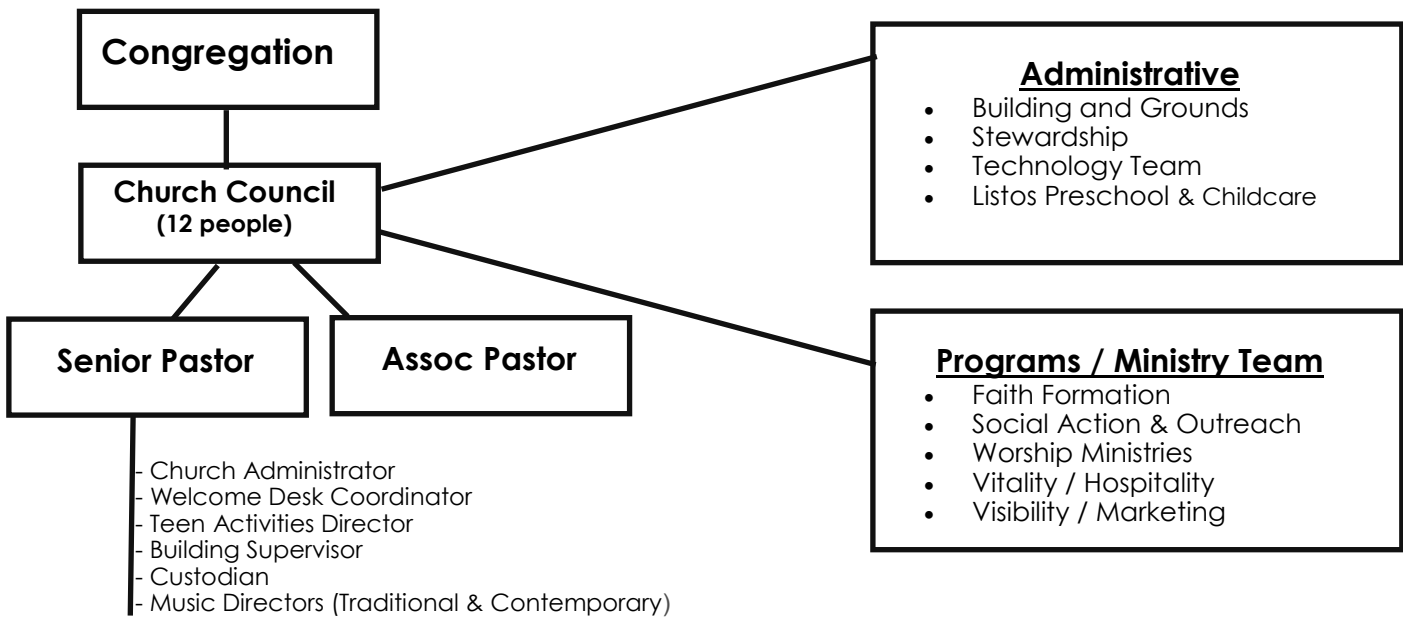 Congregation
Church Council
(12 people)
Senior Pastor
Assoc Pastor
- Church Administrator
- Welcome Desk Coordinator
- Teen Activities Director
- Building Supervisor
- Custodian
- Music Directors (Traditional & Contemporary)
Administrative
• Building and Grounds
• Stewardship
• Technology Team
• Listos Preschool & Childcare
Programs / Ministry Team
• Faith Formation
• Social Action & Outreach
• Worship Ministries
• Vitality / Hospitality
• Visibility / Marketing